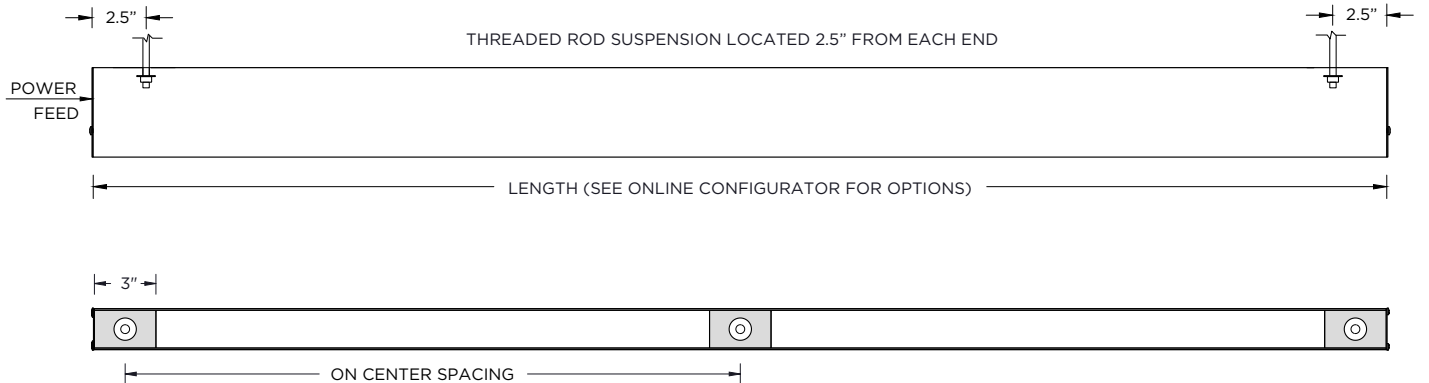 2.5”
2.5”
THREADED ROD SUSPENSION LOCATED 2.5” FROM EACH END
POWER
FEED
LENGTH (SEE ONLINE CONFIGURATOR FOR OPTIONS)
3"
ON CENTER SPACING